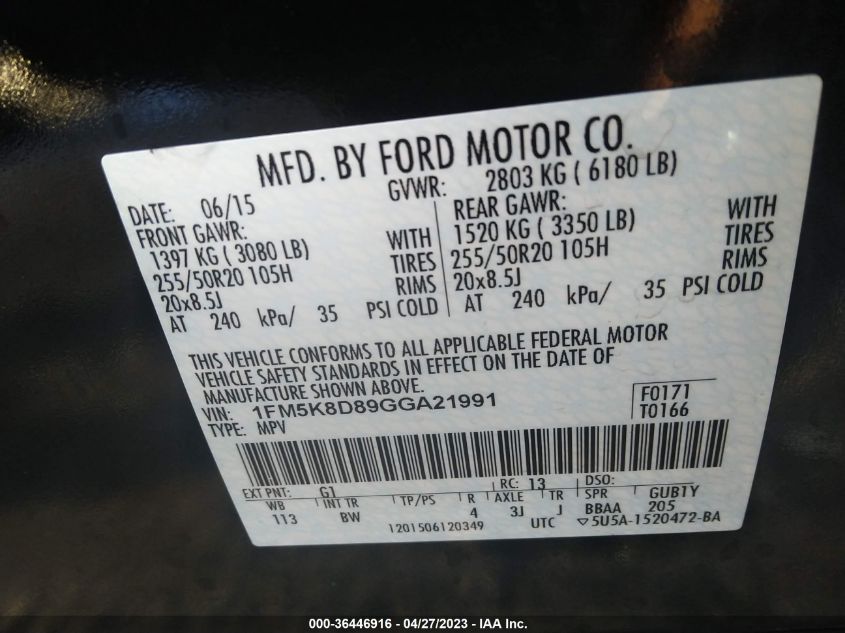 MFD. BY FORD MOTOR CO.
DATE: 06/15 GVWR: 2803 KG ( 6180 LB)
FRONT GAWR: REAR GAWR:
1397 KG ( 3080 LB) WITH 1520 KG ( 3350 LB) WITH
255/50R20 105H TIRES 255/50R20 105H TIRES
20x8.5J RIMS 20x8.5J RIMS
AT 240 kPa/ 35 PSI COLD AT 240 kPa/ 35 PSI COLD
THIS VEHICLE CONFORMS TO ALL APPLICABLE FEDERAL MOTOR
VEHICLE SAFETY STANDARDS IN EFFECT ON THE DATE OF
MANUFACTURE SHOWN ABOVE.
VIN: 1FM5K8D89GGA21991 F0171
TYPE: MPV T0166
EXT PNT: G1 RC: 13 DSO:
WB INT TR TP/PS R AXLE TR SPR GUB1Y
113 BW 4 3J J BBAA 205
1201506120349 UTC ▽5U5A-1520472-BA
000-36446916 - 04/27/2023 - IAA Inc.